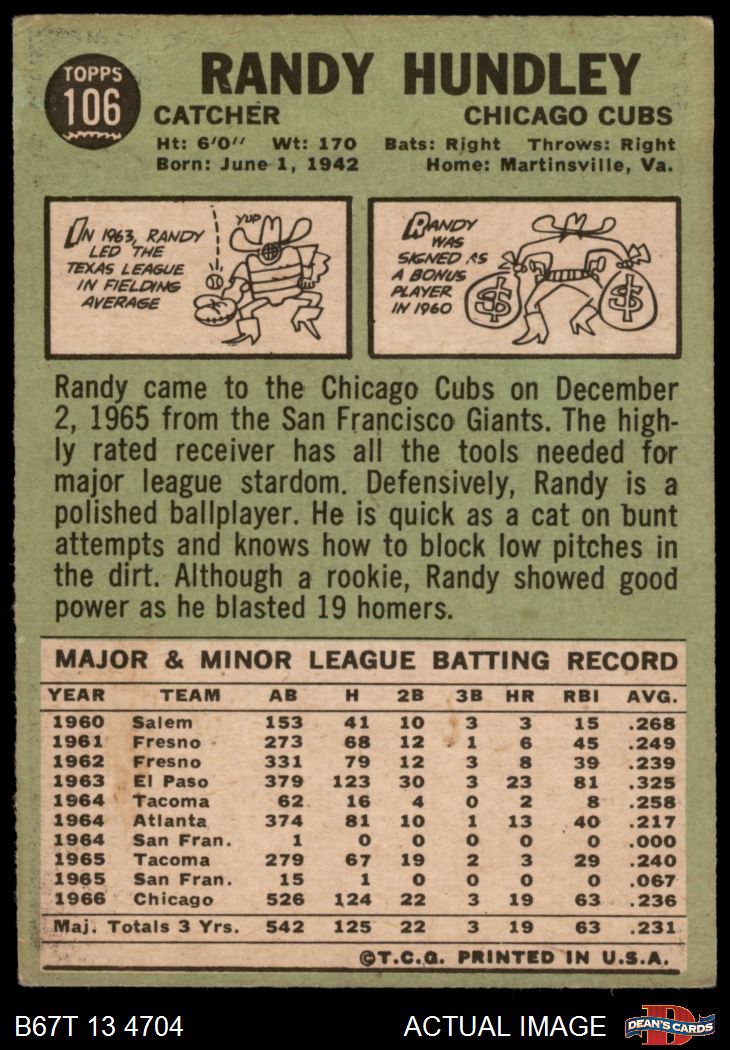 TOPPS
106
RANDY HUNDLEY
CATCHER CHICAGO CUBS
Ht: 6'0" Wt: 170 Bats: Right Throws: Right
Born: June 1, 1942 Home: Martinsville, Va.
IN 1963, RANDY
LED THE
TEXAS LEAGUE
IN FIELDING
AVERAGE
YUP
RANDY
WAS
SIGNED AS
A BONUS
PLAYER
IN 1960
$ $
Randy came to the Chicago Cubs on December
2, 1965 from the San Francisco Giants. The high-
ly rated receiver has all the tools needed for
major league stardom. Defensively, Randy is a
polished ballplayer. He is quick as a cat on bunt
attempts and knows how to block low pitches in
the dirt. Although a rookie, Randy showed good
power as he blasted 19 homers.
MAJOR & MINOR LEAGUE BATTING RECORD
YEAR TEAM AB H 2B 3B HR RBI AVG.
1960 Salem 153 41 10 3 3 15 .268
1961 Fresno 273 68 12 1 6 45 .249
1962 Fresno 331 79 12 3 8 39 .239
1963 El Paso 379 123 30 3 23 81 .325
1964 Tacoma 62 16 4 0 2 8 .258
1964 Atlanta 374 81 10 1 13 40 .217
1964 San Fran. 1 0 0 0 0 0 .000
1965 Tacoma 279 67 19 2 3 29 .240
1965 San Fran. 15 1 0 0 0 0 .067
1966 Chicago 526 124 22 3 19 63 .236
Maj. Totals 3 Yrs. 542 125 22 3 19 63 .231
©T.C.G. PRINTED IN U.S.A.
B67T 13 4704 ACTUAL IMAGE D DEAN'S CARDS